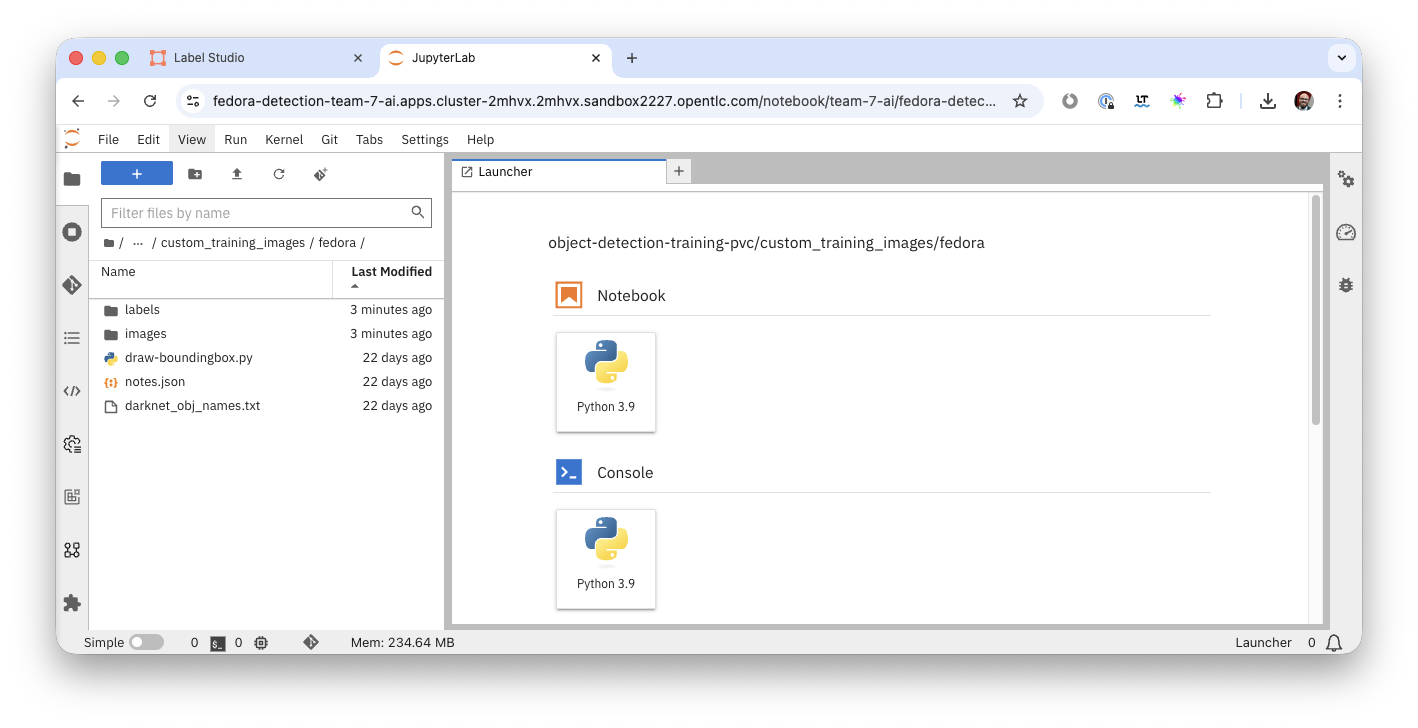 Label Studio
JupyterLab
fedora-detection-team-7-ai.apps.cluster-2mhvx.2mhvx.sandbox2227.opentlc.com/notebook/team-7-ai/fedora-detec...
LT
File Edit View Run Kernel Git Tabs Settings Help
Launcher
Filter files by name
/ ... / custom_training_images / fedora /
Name Last Modified
labels 3 minutes ago
images 3 minutes ago
draw-boundingbox.py 22 days ago
notes.json 22 days ago
darknet_obj_names.txt 22 days ago
object-detection-training-pvc/custom_training_images/fedora
Notebook
Python 3.9
Console
Python 3.9
Simple 0 $_ 0 Mem: 234.64 MB Launcher 0